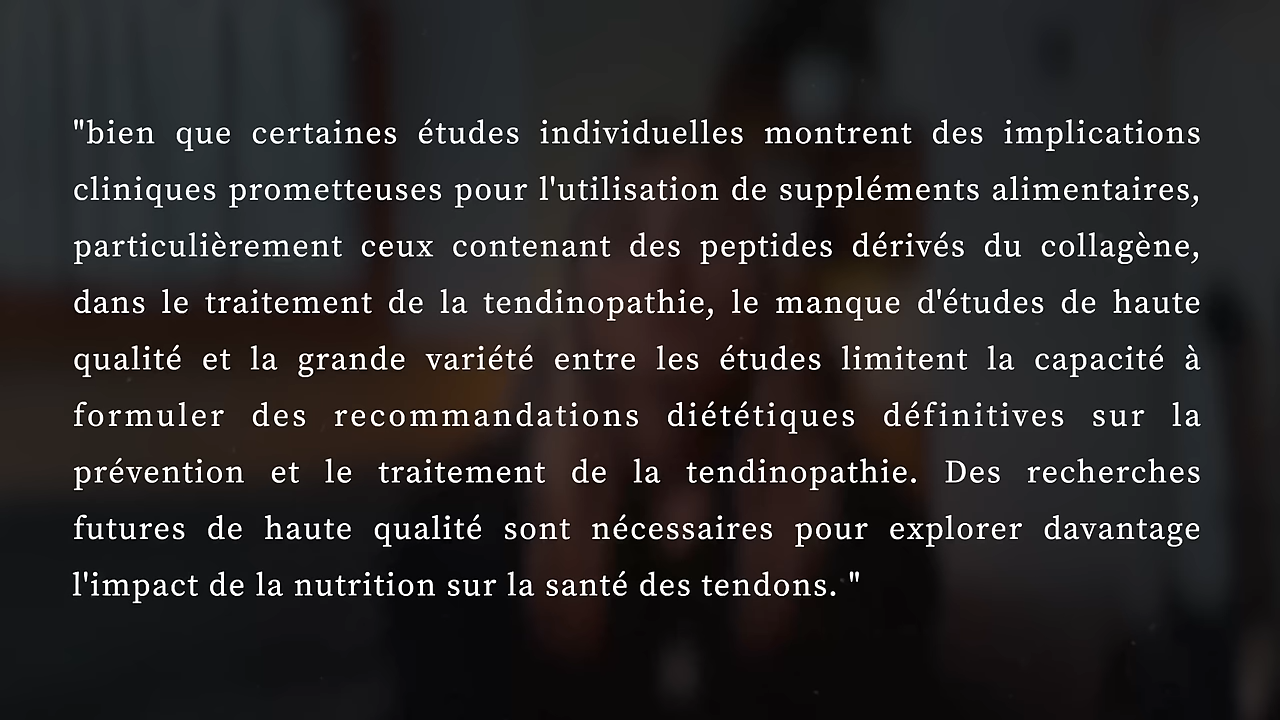 "bien que certaines études individuelles montrent des implications
cliniques prometteuses pour l'utilisation de suppléments alimentaires,
particulièrement ceux contenant des peptides dérivés du collagène,
dans le traitement de la tendinopathie, le manque d'études de haute
qualité et la grande variété entre les études limitent la capacité à
formuler des recommandations diététiques définitives sur la
prévention et le traitement de la tendinopathie. Des recherches
futures de haute qualité sont nécessaires pour explorer davantage
l'impact de la nutrition sur la santé des tendons. "